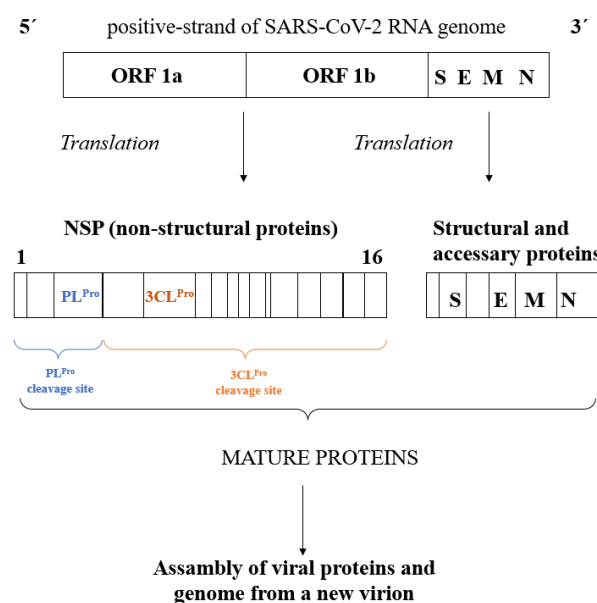 5´ positive-strand of SARS-CoV-2 RNA genome 3´
ORF 1a ORF 1b S E M N
Translation Translation
NSP (non-structural proteins)
1 16
Structural and
accessary proteins
PLPro 3CLPro
S E M N
PLPro
cleavage site
3CLPro
cleavage site
MATURE PROTEINS
Assambly of viral proteins and
genome from a new virion